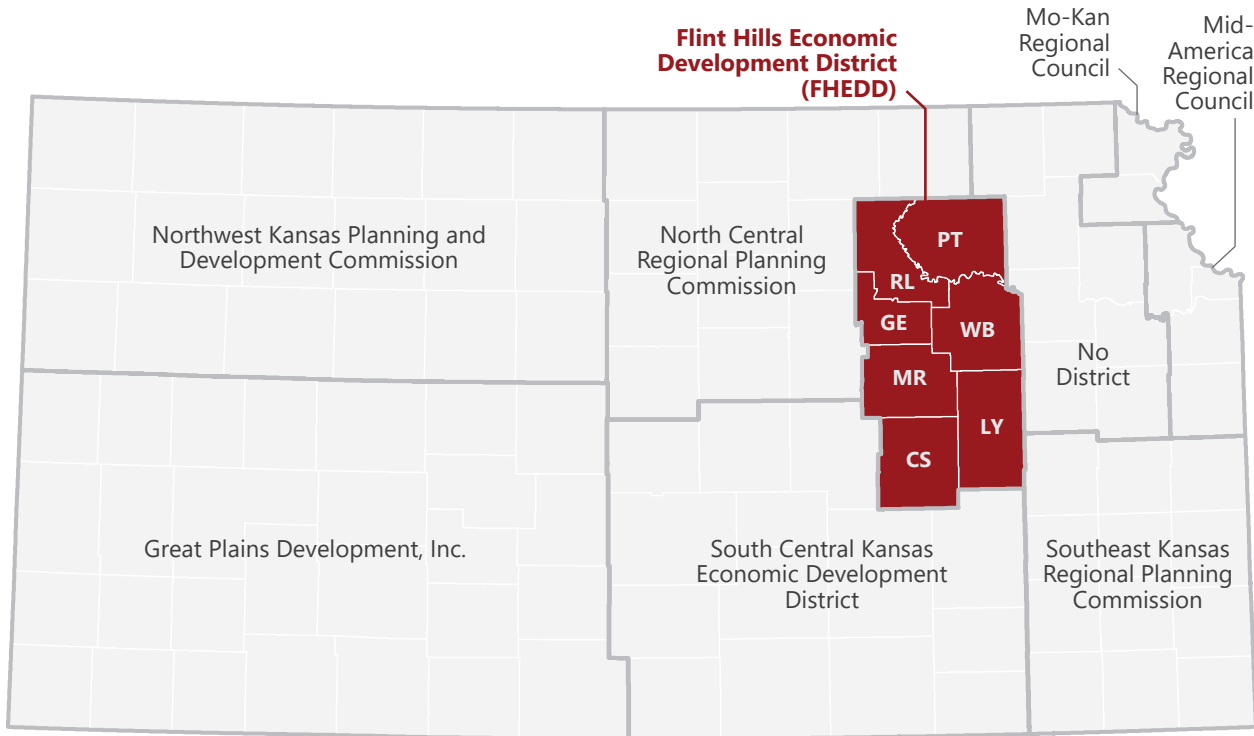 Flint Hills Economic
Development District
(FHEDD)
Mo-Kan
Regional
Council
Mid-
America
Regional
Council
Northwest Kansas Planning and
Development Commission
North Central
Regional Planning
Commission
PT
RL
GE
WB
MR
LY
CS
No
District
Great Plains Development, Inc.
South Central Kansas
Economic Development
District
Southeast Kansas
Regional Planning
Commission